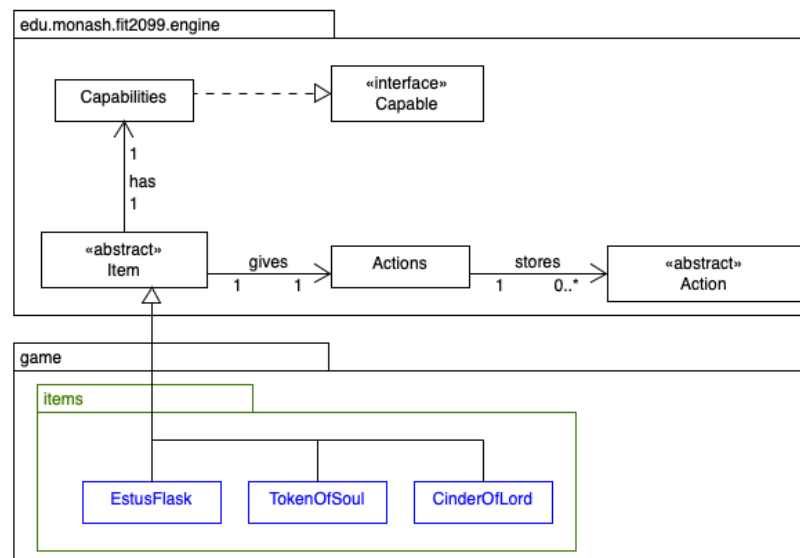 edu.monash.fit2099.engine
Capabilities
«interface»
Capable
1
has
1
«abstract»
Item
gives
1
1
Actions
stores
1
0..*
«abstract»
Action
game
items
EstusFlask
TokenOfSoul
CinderOfLord